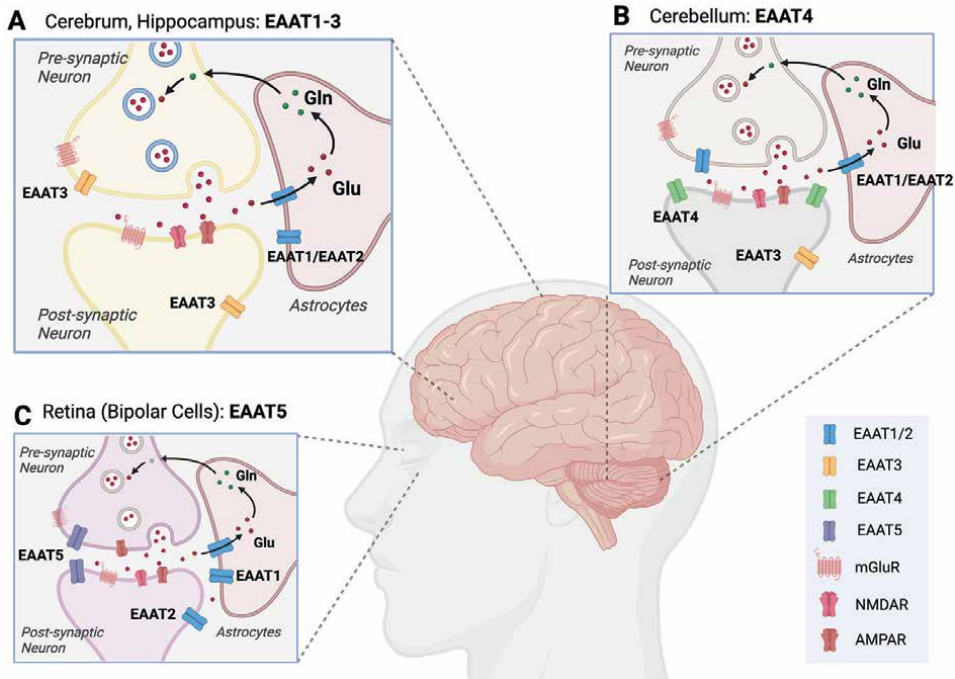 A Cerebrum, Hippocampus: EAAT1-3
Pre-synaptic
Neuron
Gln
Glu
EAAT3
EAAT1/EAAT2
EAAT3
Astrocytes
Post-synaptic
Neuron
B Cerebellum: EAAT4
Pre-synaptic
Neuron
Gln
Glu
EAAT1/EAAT2
EAAT4
EAAT3
Post-synaptic
Neuron
Astrocytes
C Retina (Bipolar Cells): EAAT5
Pre-synaptic
Neuron
Gln
Glu
EAAT5
EAAT1
EAAT2
Post-synaptic
Neuron
Astrocytes
EAAT1/2
EAAT3
EAAT4
EAAT5
mGluR
NMDAR
AMPAR